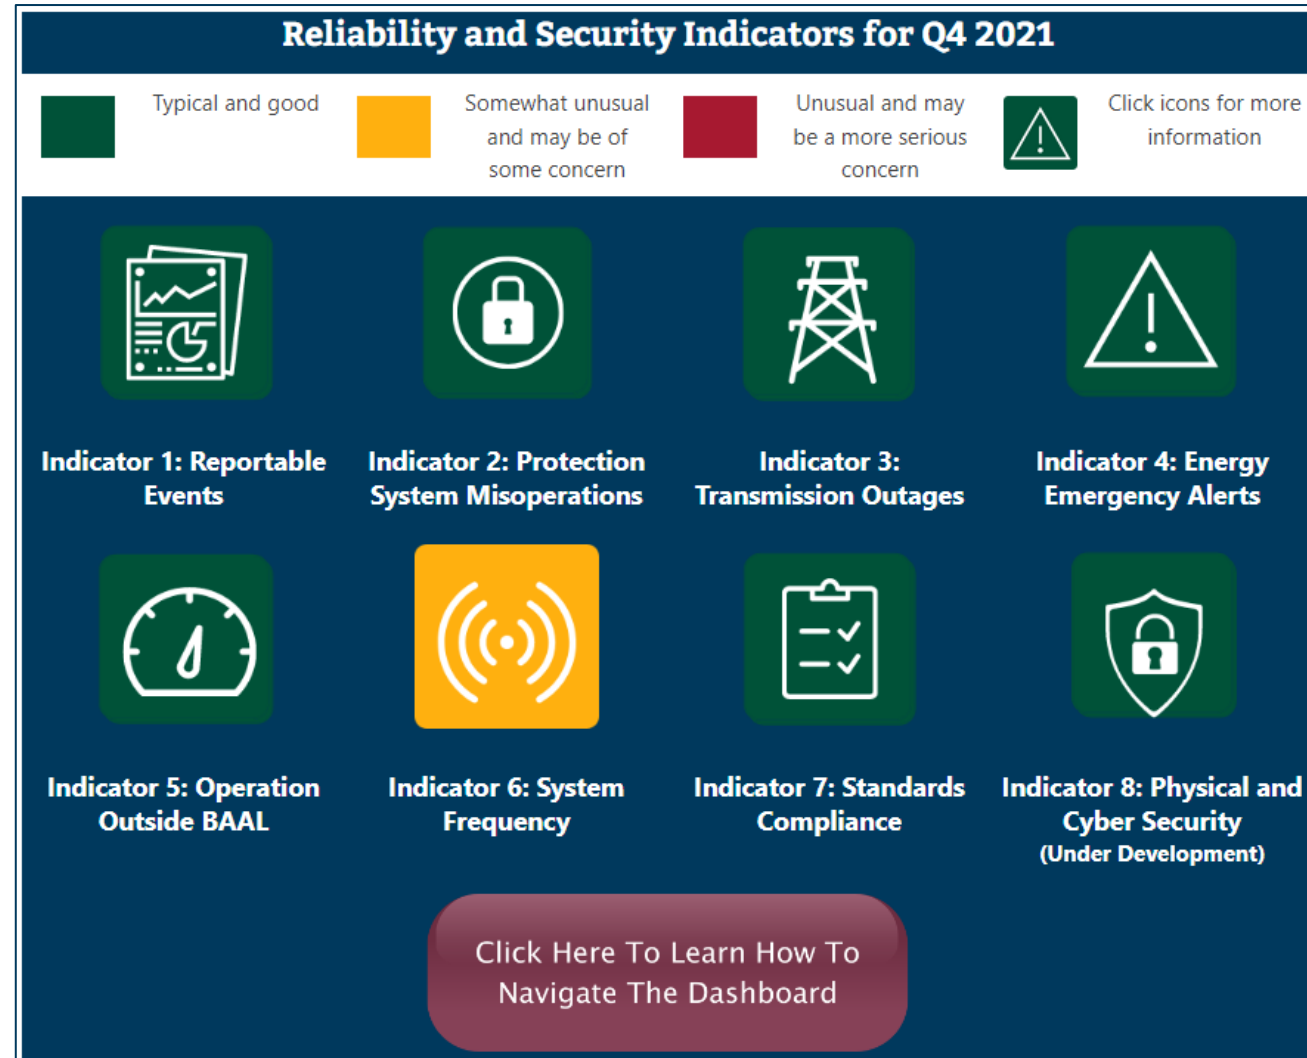 Reliability and Security Indicators for Q4 2021
Typical and good
Somewhat unusual
and may be of
some concern
Unusual and may
be a more serious
concern
Click icons for more
information
Indicator 1: Reportable
Events
Indicator 2: Protection
System Misoperations
Indicator 3:
Transmission Outages
Indicator 4: Energy
Emergency Alerts
Indicator 5: Operation
Outside BAAL
Indicator 6: System
Frequency
Indicator 7: Standards
Compliance
Indicator 8: Physical and
Cyber Security
(Under Development)
Click Here To Learn How To
Navigate The Dashboard